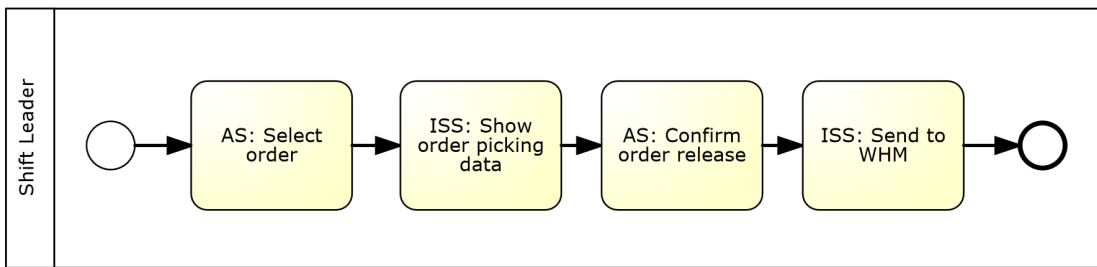 Shift Leader
AS: Select
order
ISS: Show
order picking
data
AS: Confirm
order release
ISS: Send to
WHM